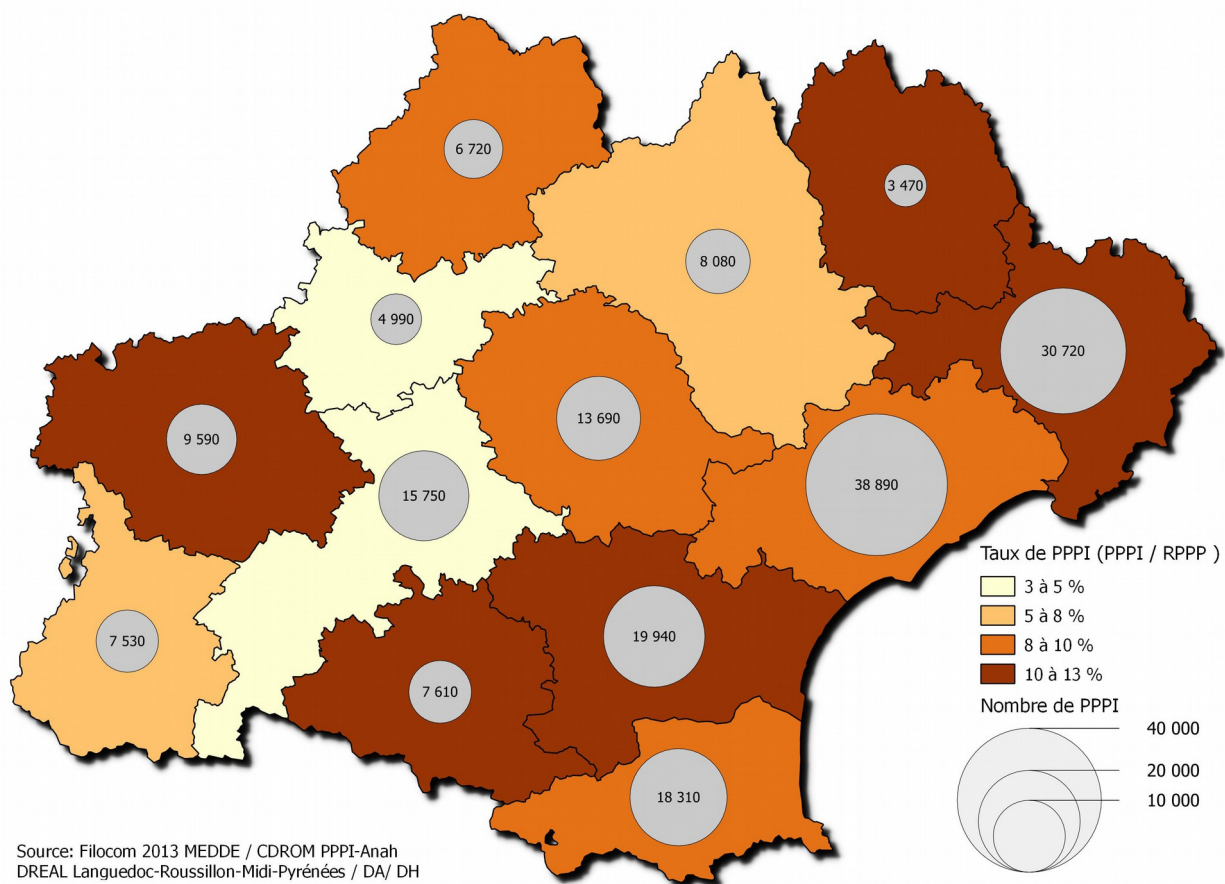 6 720
3 470
8 080
4 990
30 720
13 690
9 590
38 890
15 750
19 940
7 530
7 610
18 310
Taux de PPPI (PPPI / RPPP )
3 à 5 %
5 à 8 %
8 à 10 %
10 à 13 %
Nombre de PPPI
40 000
20 000
10 000
Source: Filocom 2013 MEDDE / CDROM PPPI-Anah
DREAL Languedoc-Roussillon-Midi-Pyrénées / DA/ DH